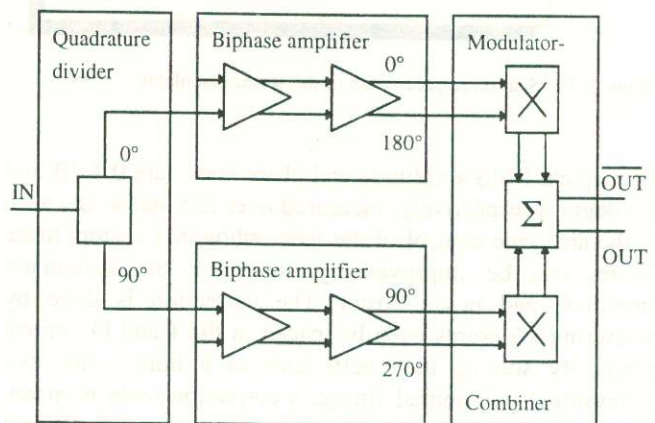 Quadrature
divider
Biphase amplifier
Modulator-
0°
180°
0°
IN
90°
OUT
OUT
Σ
Biphase amplifier
90°
270°
Combiner